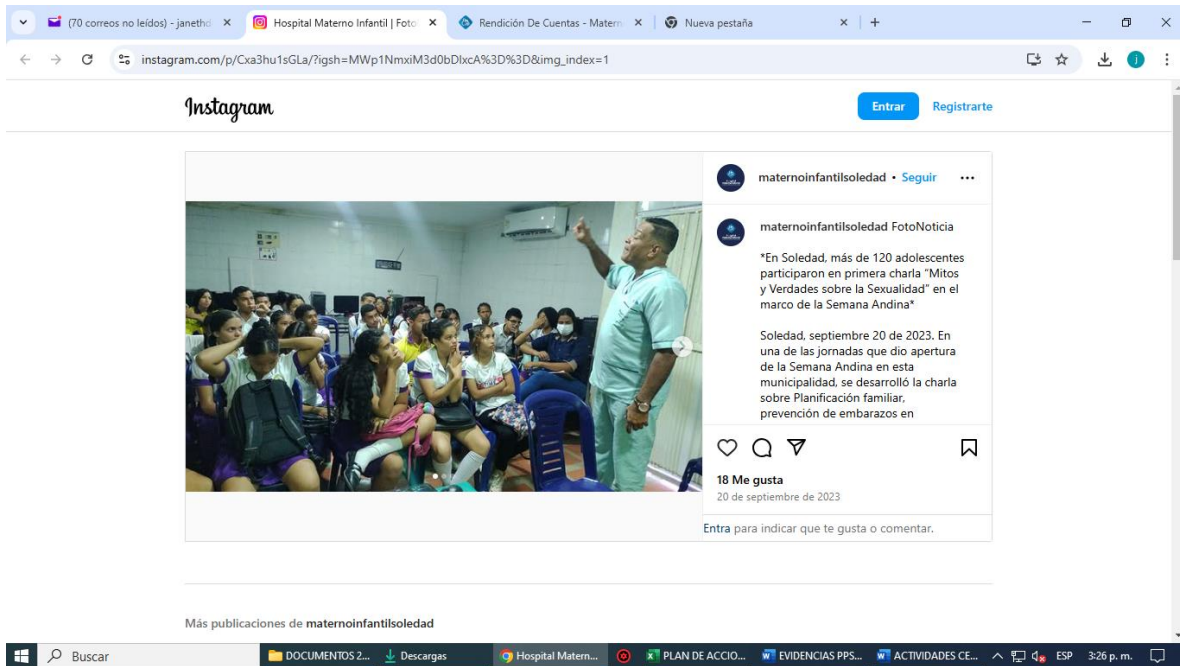 (70 correos no leídos) - janethd
Hospital Materno Infantil | Foto
Rendición De Cuentas - Matern
Nueva pestaña
instagram.com/p/Cxa3hu1sGLa/?igsh=MWp1NmxiM3d0bDlxcA%3D%3D&img_index=1
Instagram
Entrar
Registrarte
maternoinfantilsoledad • Seguir
maternoinfantilsoledad FotoNoticia
*En Soledad, más de 120 adolescentes
participaron en primera charla "Mitos
y Verdades sobre la Sexualidad" en el
marco de la Semana Andina*
Soledad, septiembre 20 de 2023. En
una de las jornadas que dio apertura
de la Semana Andina en esta
municipalidad, se desarrolló la charla
sobre Planificación familiar,
prevención de embarazos en
18 Me gusta
20 de septiembre de 2023
Entra para indicar que te gusta o comentar.
Más publicaciones de maternoinfantilsoledad
Buscar
DOCUMENTOS 2...
Descargas
Hospital Matern...
PLAN DE ACCIO...
EVIDENCIAS PPS...
ACTIVIDADES CE...
ESP
3:26 p. m.